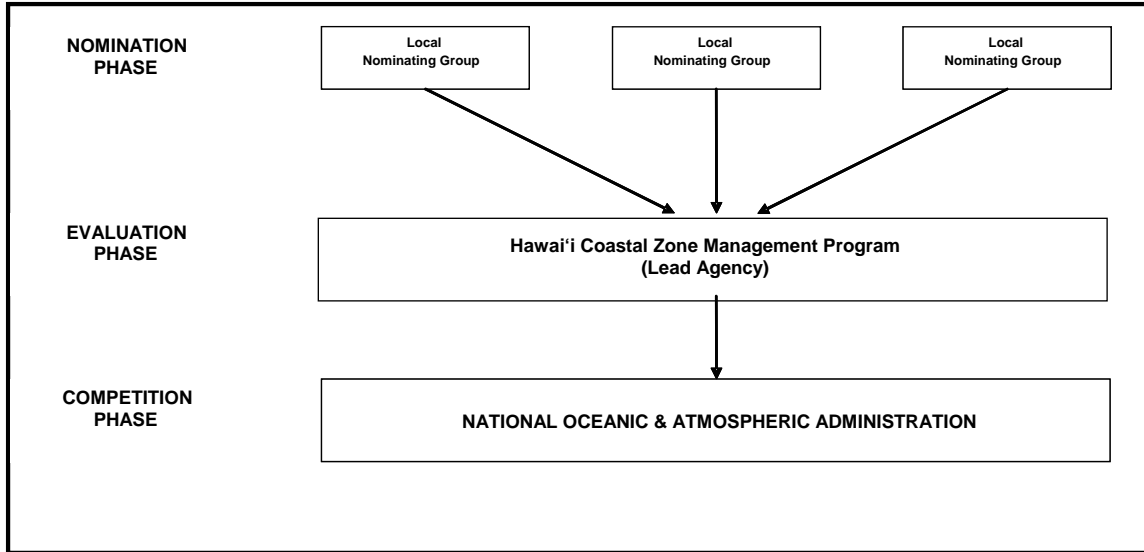 NOMINATION
PHASE
Local
Nominating Group
Local
Nominating Group
Local
Nominating Group
EVALUATION
PHASE
Hawai‘i Coastal Zone Management Program
(Lead Agency)
COMPETITION
PHASE
NATIONAL OCEANIC & ATMOSPHERIC ADMINISTRATION